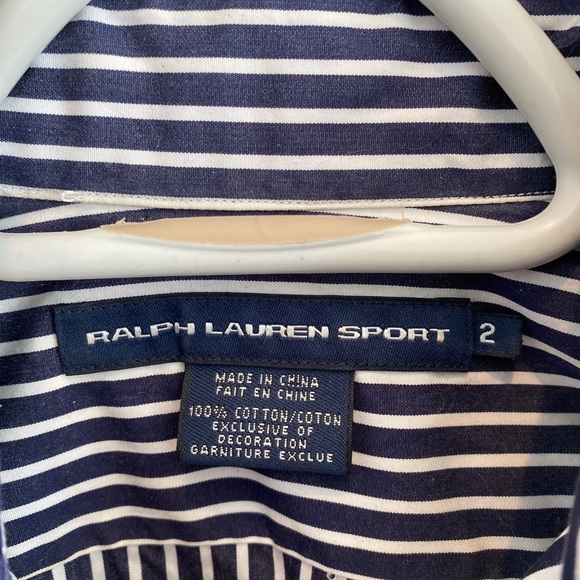 RALPH LAUREN SPORT 2
MADE IN CHINA
FAIT EN CHINE
100% COTTON/COTON
EXCLUSIVE OF
DECORATION
GARNITURE EXCLUE